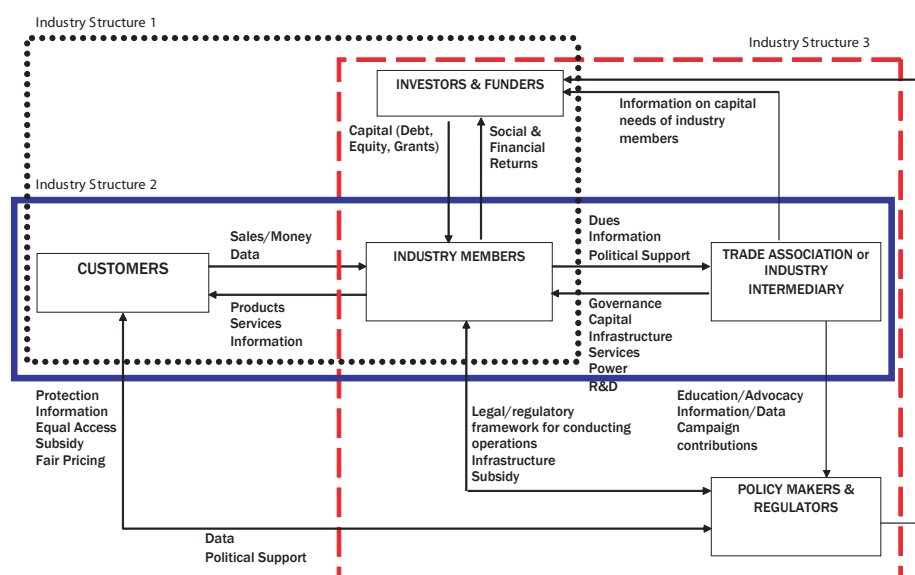 Industry Structure 1
Industry Structure 3
INVESTORS & FUNDERS
Capital (Debt,
Equity, Grants)
Social &
Financial
Returns
Information on capital
needs of industry
members
Industry Structure 2
Sales/Money
Data
CUSTOMERS
INDUSTRY MEMBERS
Dues
Information
Political Support
TRADE ASSOCIATION or
INDUSTRY
INTERMEDIARY
Products
Services
Information
Governance
Capital
Infrastructure
Services
Power
R&D
Protection
Information
Equal Access
Subsidy
Fair Pricing
Legal/regulatory
framework for conducting
operations
Infrastructure
Subsidy
Education/Advocacy
Information/Data
Campaign
contributions
POLICY MAKERS &
REGULATORS
Data
Political Support